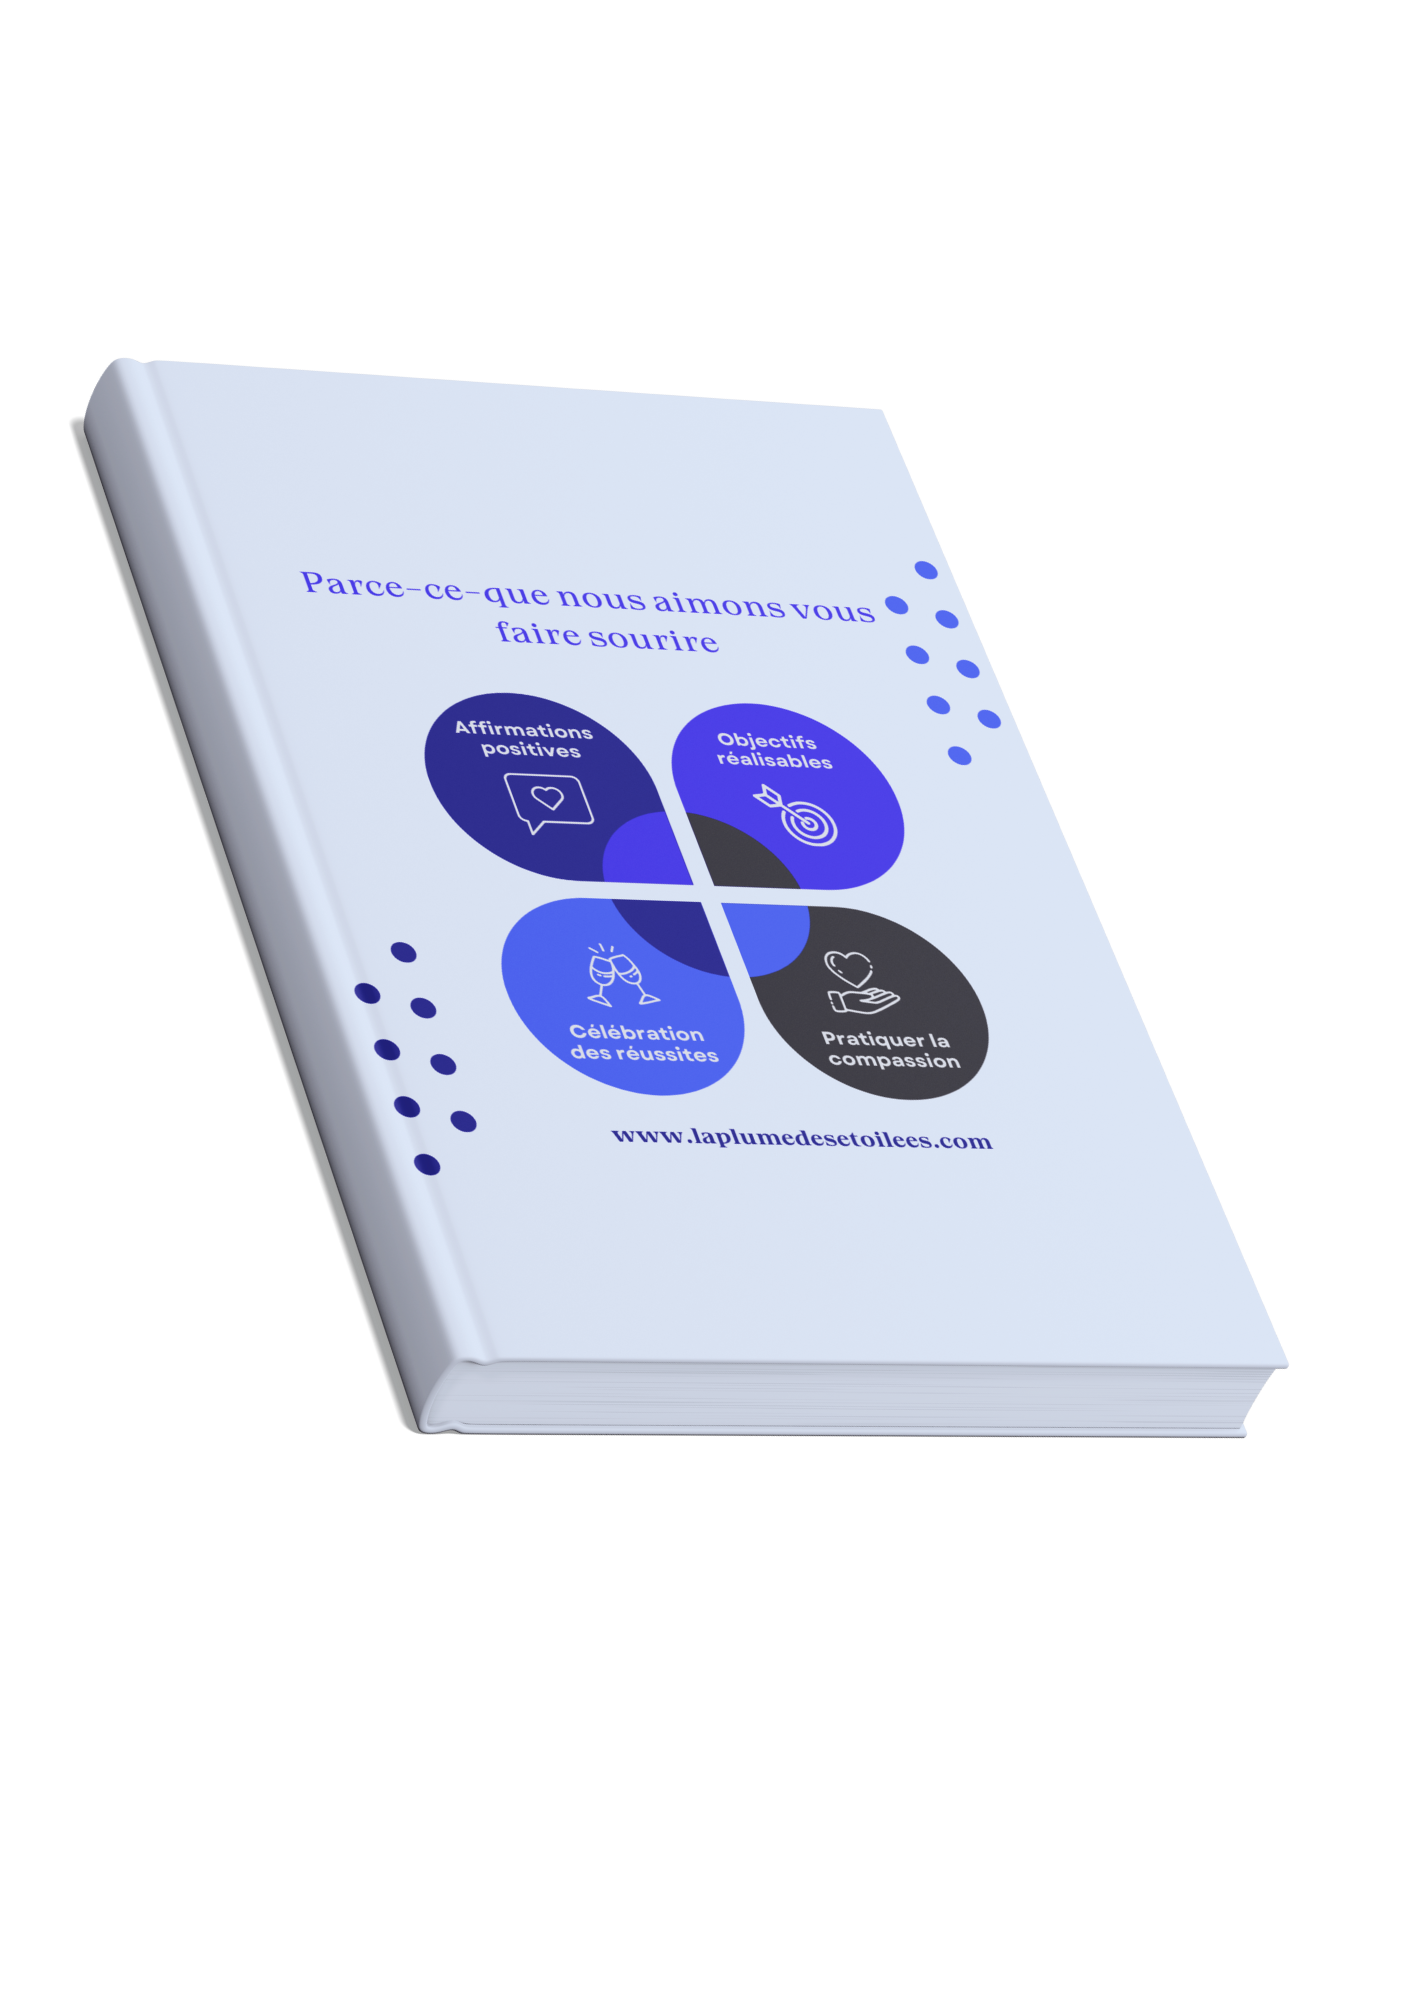 Parce-ce-que nous aimons vous
faire sourire
Affirmations
positives
Objectifs
réalisables
Célébration
des réussites
Pratiquer la
compassion
www.laplumedesetoilees.com